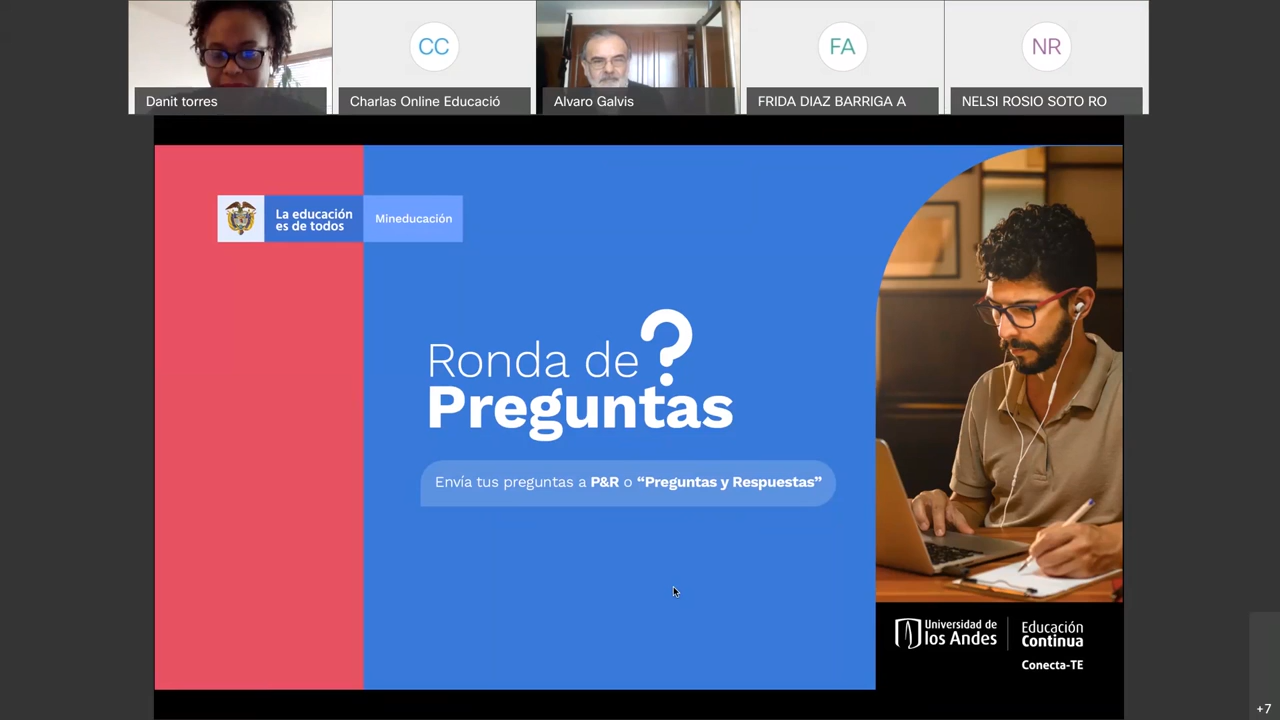 CC
FA
NR
Danit torres
Charlas Online Educació
Alvaro Galvis
FRIDA DIAZ BARRIGA A
NELSI ROSIO SOTO RO
La educación
es de todos
Mineducación
Ronda de ?
Preguntas
Envía tus preguntas a P&R o “Preguntas y Respuestas”
Universidad de
los Andes
Educación
Continua
Conecta-TE
+7